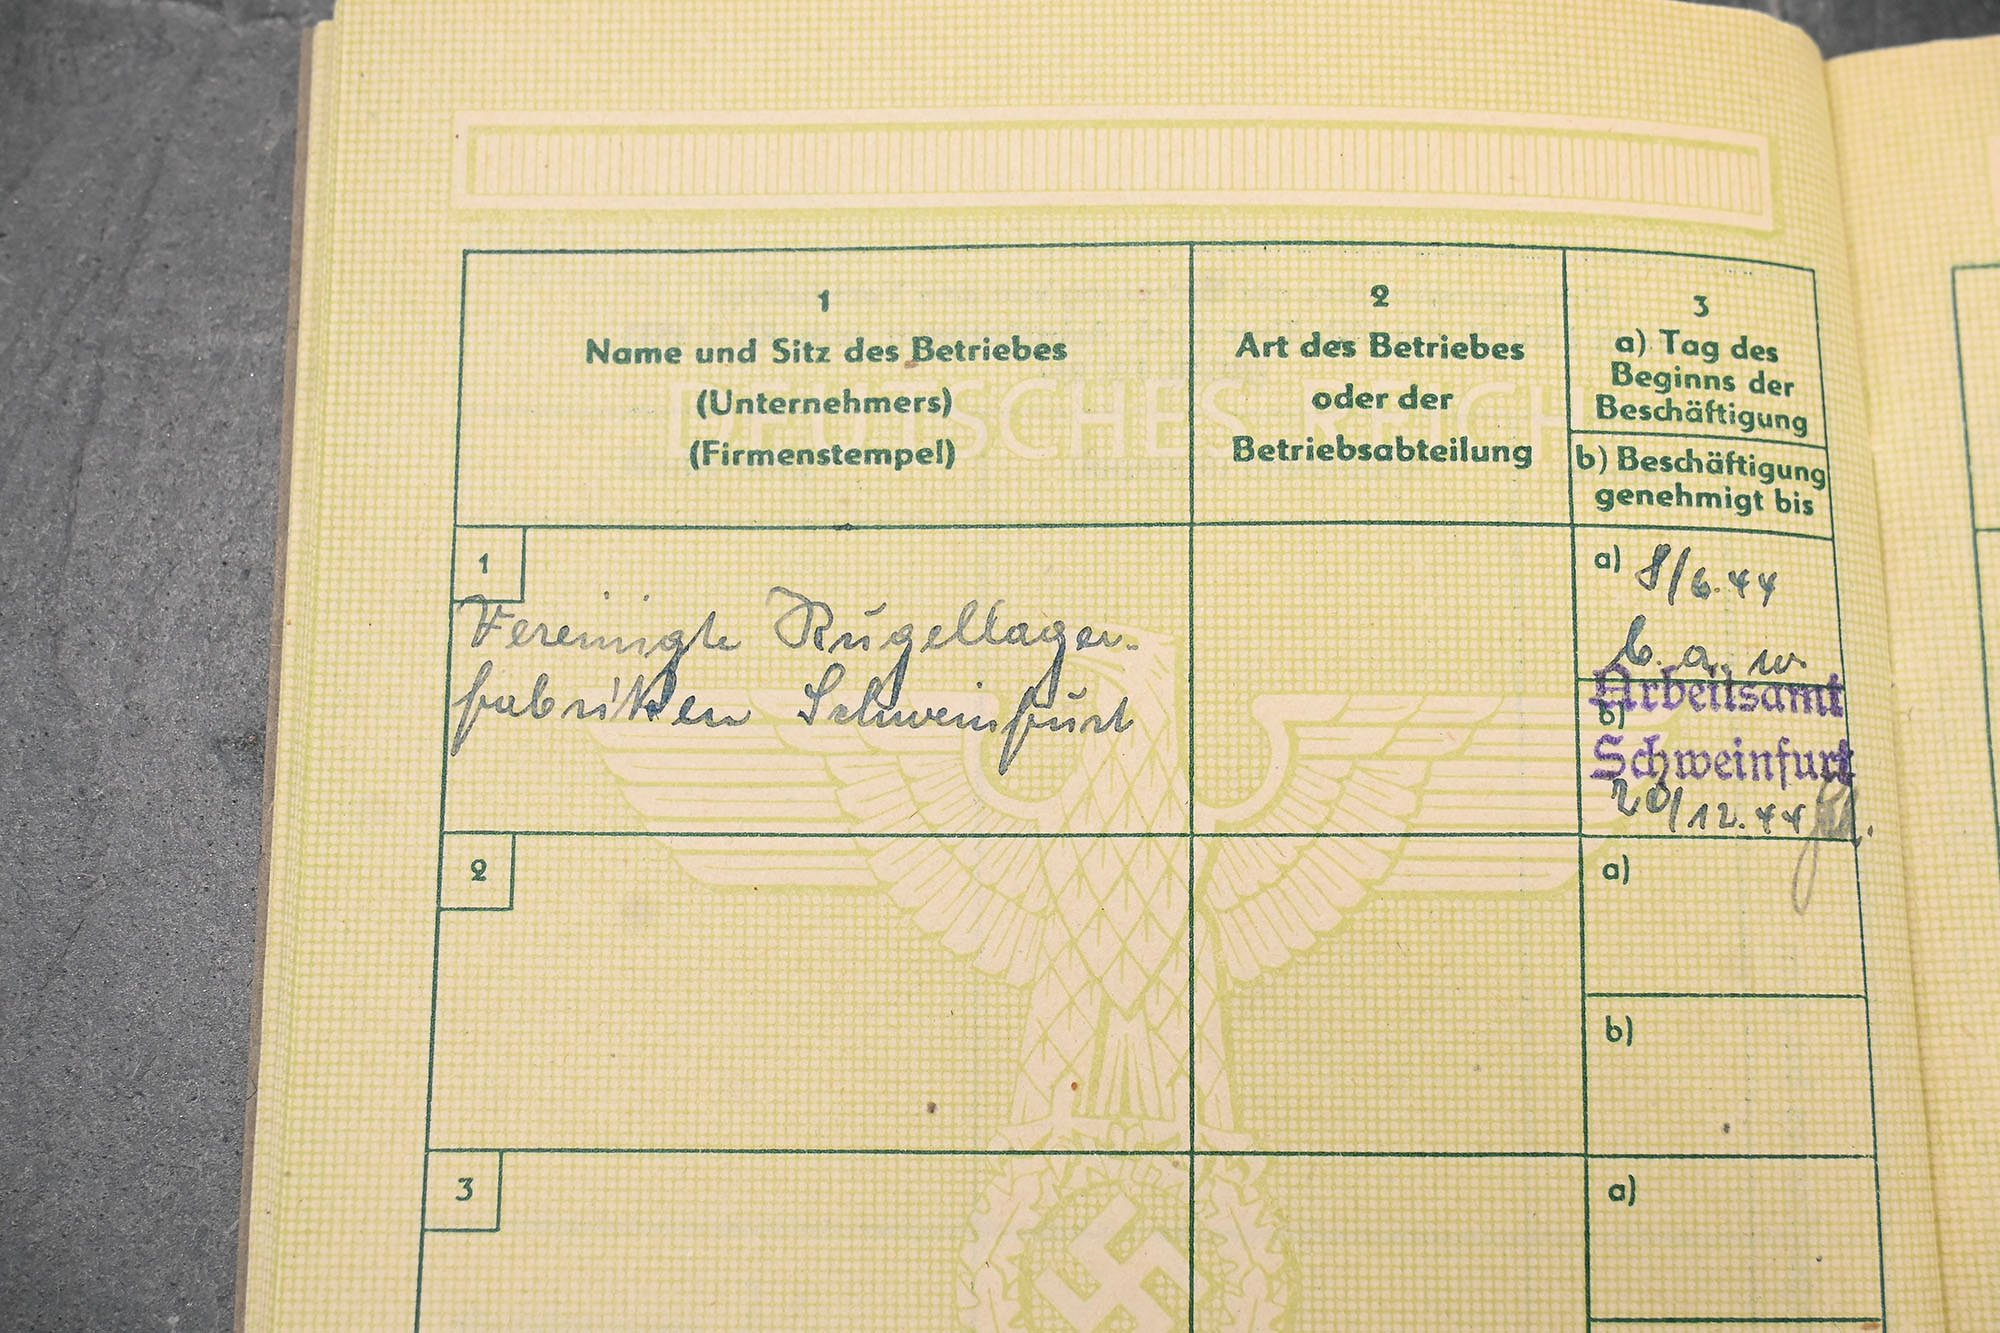 DEUTSCHES REICH
1
Name und Sitz des Betriebes
(Unternehmers)
(Firmenstempel)
2
Art des Betriebes
oder der
Betriebsabteilung
3
a) Tag des
Beginns der
Beschäftigung
b) Beschäftigung
genehmigt bis
1
Vereinigte Kugellager-
fabriken Schweinfurt
a) 8/6.44
b. a. w.
Arbeitsamt
b)
Schweinfurt
20/12.44
2
a)
b)
3
a)